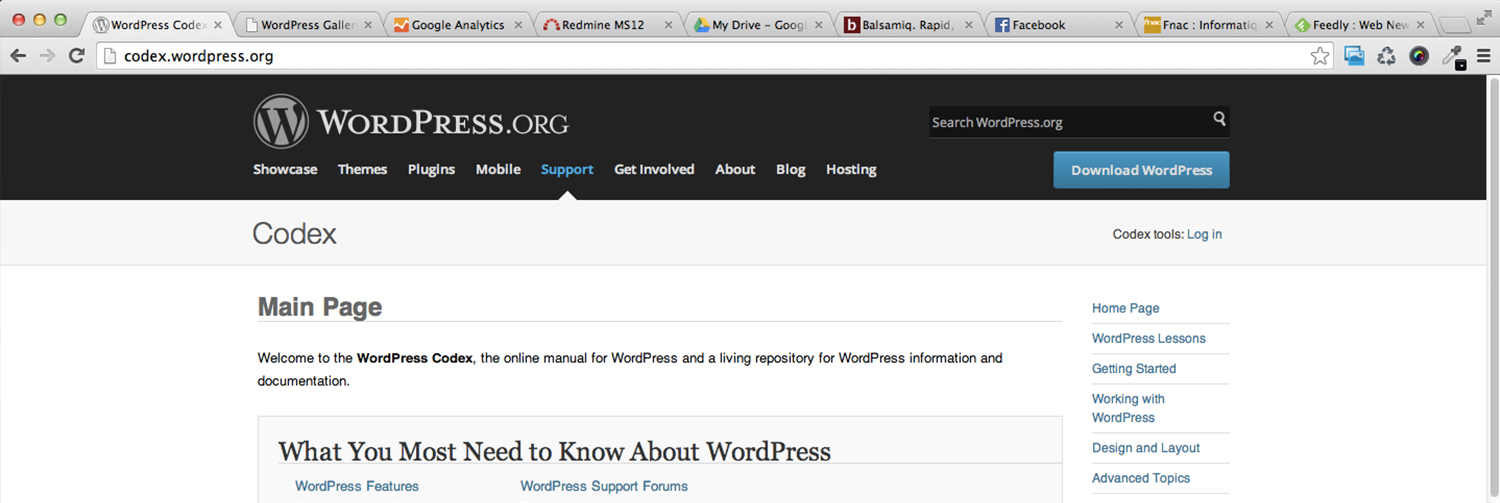 WordPress Codex
WordPress Galler
Google Analytics
Redmine MS12
My Drive – Googl
Balsamiq. Rapid,
Facebook
fnac
Fnac : Informatiq
Feedly : Web New
codex.wordpress.org
WORDPRESS.ORG
Search WordPress.org
Showcase Themes Plugins Mobile Support Get Involved About Blog Hosting
Download WordPress
Codex
Codex tools: Log in
Main Page
Welcome to the WordPress Codex, the online manual for WordPress and a living repository for WordPress information and
documentation.
What You Most Need to Know About WordPress
WordPress Features
WordPress Support Forums
Home Page
WordPress Lessons
Getting Started
Working with
WordPress
Design and Layout
Advanced Topics